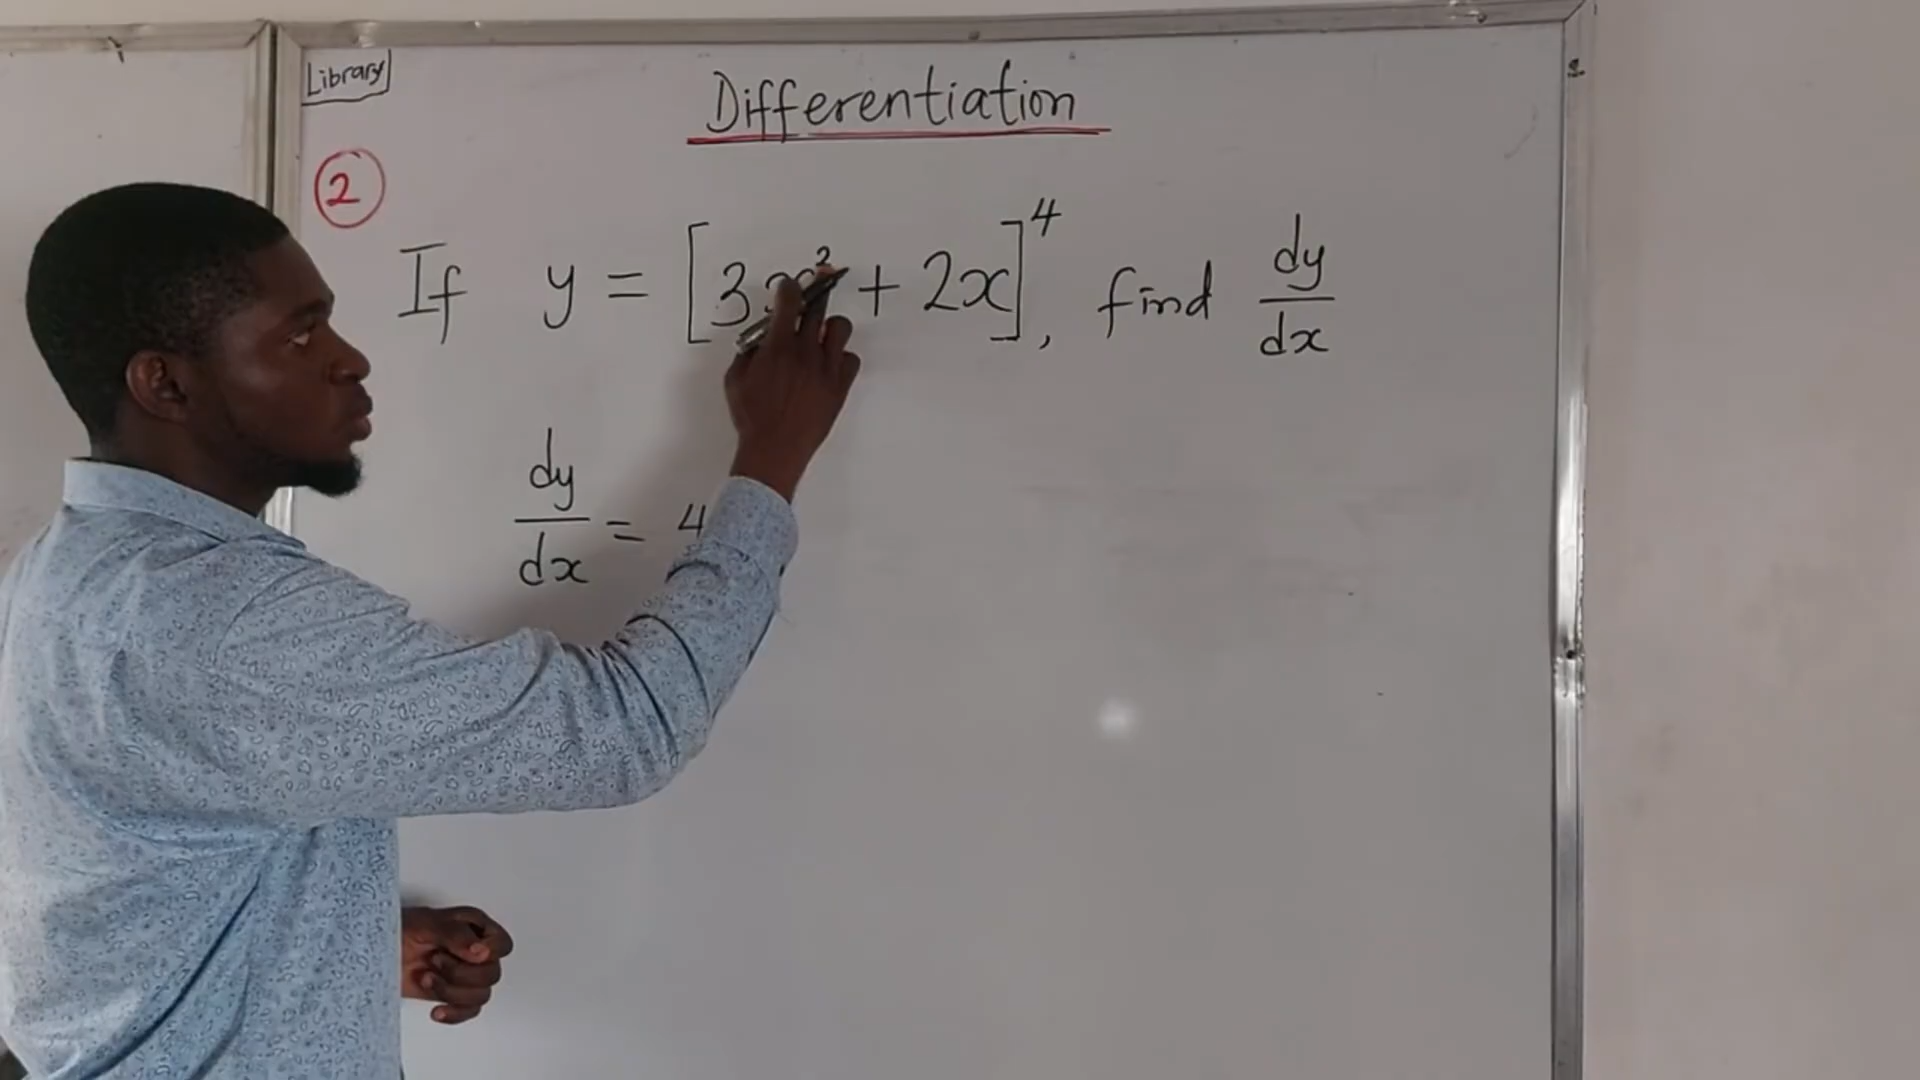 Library
Differentiation
2
If y = [3x² + 2x]⁴, find dy/dx
dy/dx = 4